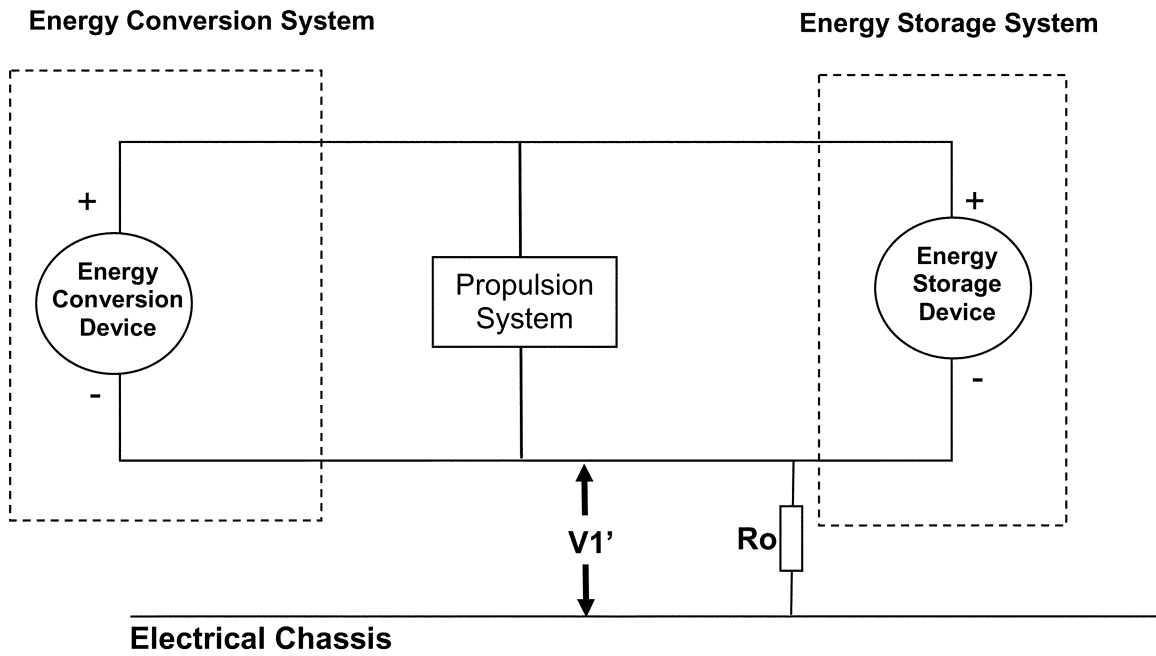 Energy Conversion System
Energy Storage System
+
Energy
Conversion
Device
-
Propulsion
System
+
Energy
Storage
Device
-
V1’
Ro
Electrical Chassis